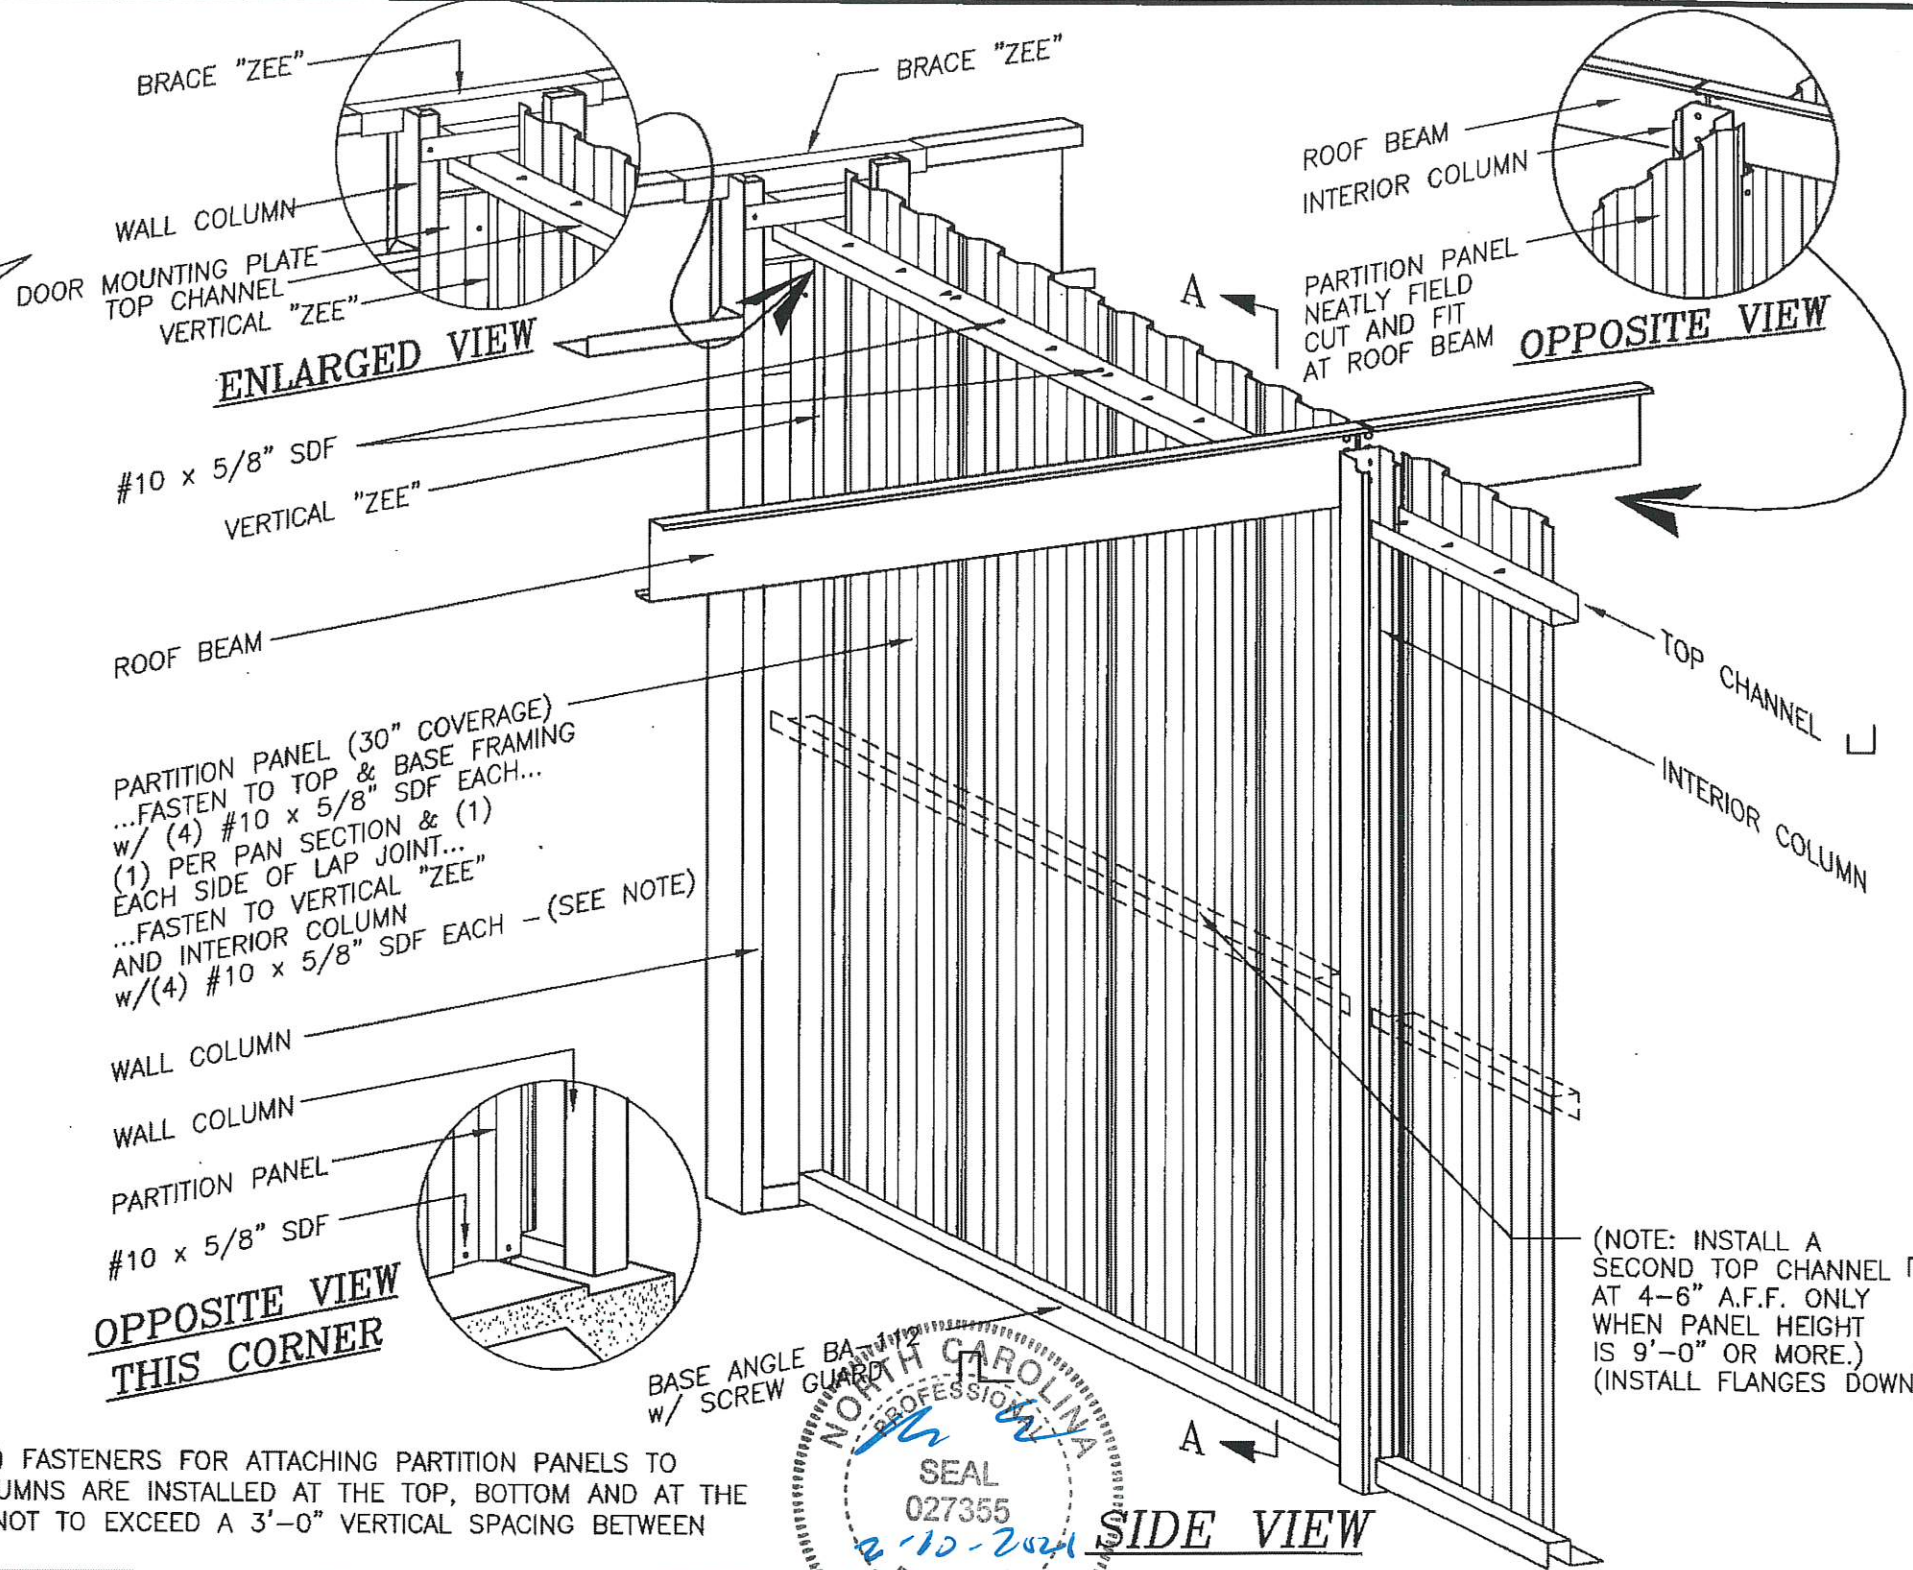 BRACE "ZEE"
BRACE "ZEE"
WALL COLUMN
DOOR MOUNTING PLATE
TOP CHANNEL
VERTICAL "ZEE"
ENLARGED VIEW
ROOF BEAM
INTERIOR COLUMN
PARTITION PANEL
NEATLY FIELD
CUT AND FIT
AT ROOF BEAM
OPPOSITE VIEW
A
#10 x 5/8" SDF
VERTICAL "ZEE"
ROOF BEAM
TOP CHANNEL
INTERIOR COLUMN
PARTITION PANEL (30" COVERAGE)
...FASTEN TO TOP & BASE FRAMING
w/ (4) #10 x 5/8" SDF EACH...
(1) PER PAN SECTION & (1)
EACH SIDE OF LAP JOINT...
...FASTEN TO VERTICAL "ZEE"
AND INTERIOR COLUMN
w/(4) #10 x 5/8" SDF EACH – (SEE NOTE)
WALL COLUMN
WALL COLUMN
PARTITION PANEL
#10 x 5/8" SDF
OPPOSITE VIEW
THIS CORNER
(NOTE: INSTALL A
SECOND TOP CHANNEL
AT 4–6" A.F.F. ONLY
WHEN PANEL HEIGHT
IS 9'–0" OR MORE.)
(INSTALL FLANGES DOWN
BASE ANGLE BA-1/2
w/ SCREW GUARD
NORTH CAROLINA
PROFESSIONAL
SEAL
027355
2-10-2021
A
SIDE VIEW
FASTENERS FOR ATTACHING PARTITION PANELS TO
UMNS ARE INSTALLED AT THE TOP, BOTTOM AND AT THE
NOT TO EXCEED A 3'–0" VERTICAL SPACING BETWEEN